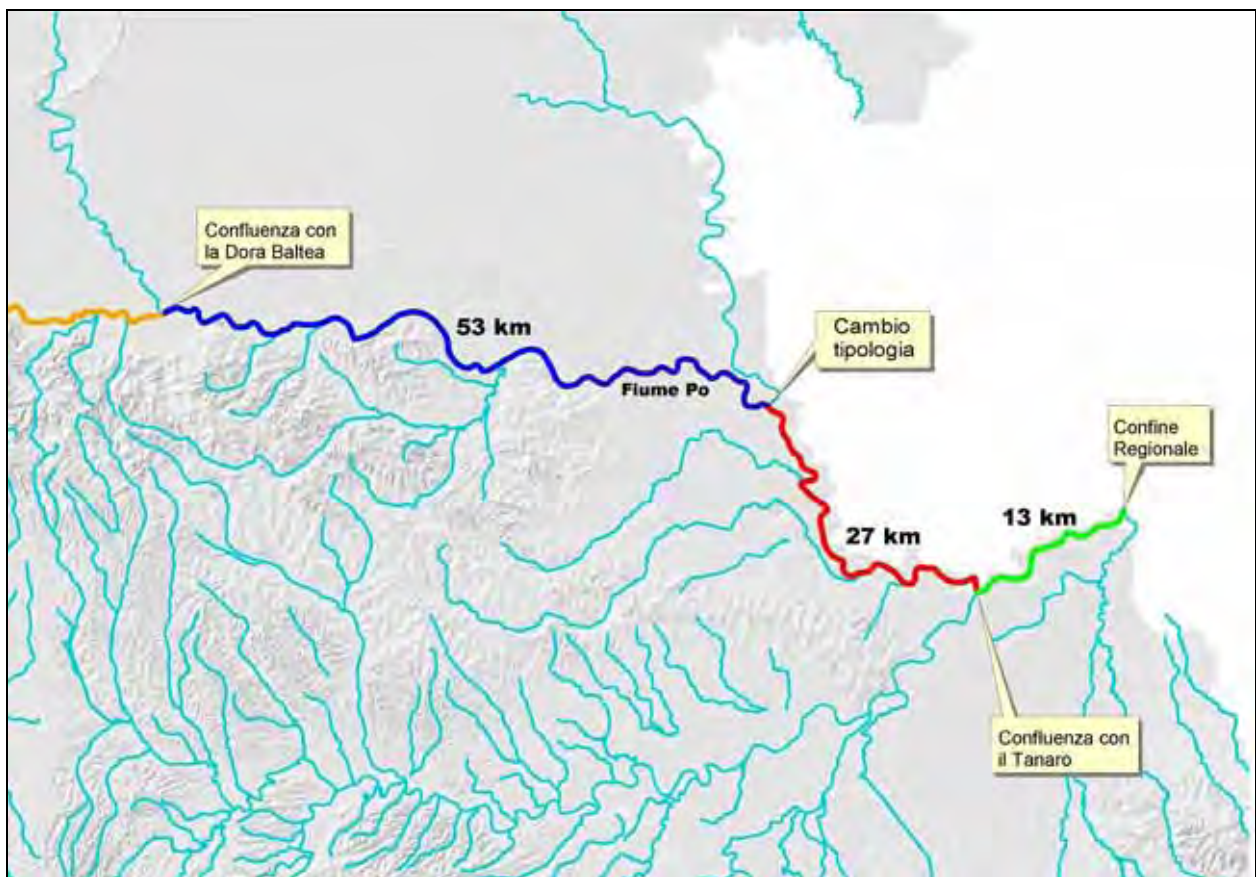 Confluenza con
la Dora Baltea
53 km
Cambio
tipologia
Fiume Po
Confine
Regionale
13 km
27 km
Confluenza con
il Tanaro